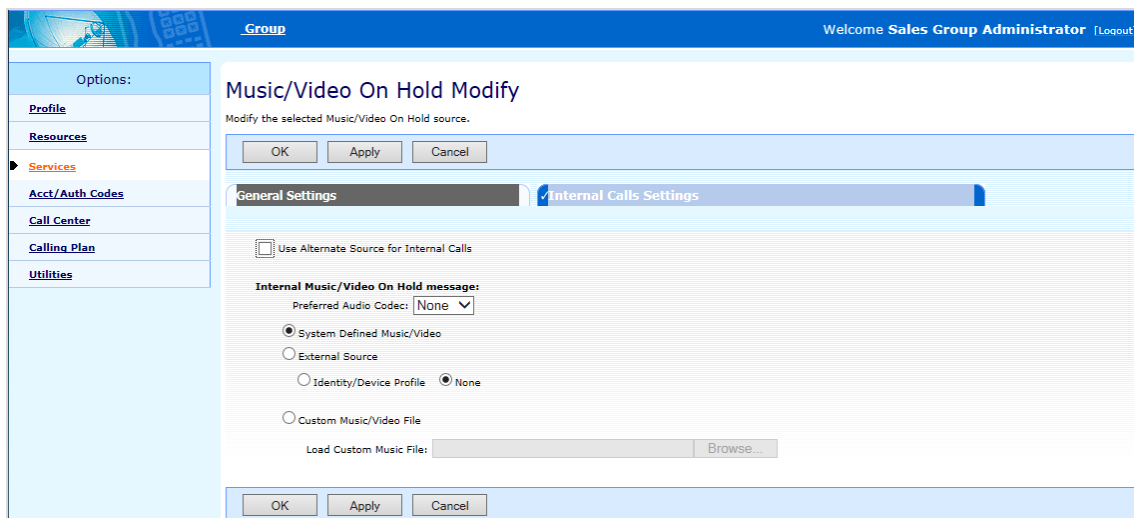 Group
Welcome Sales Group Administrator [Logout
Options:
Profile
Resources
Services
Acct/Auth Codes
Call Center
Calling Plan
Utilities
Music/Video On Hold Modify
Modify the selected Music/Video On Hold source.
OK Apply Cancel
General Settings
✓Internal Calls Settings
Use Alternate Source for Internal Calls
Internal Music/Video On Hold message:
Preferred Audio Codec: None
System Defined Music/Video
External Source
Identity/Device Profile None
Custom Music/Video File
Load Custom Music File: Browse...
OK Apply Cancel